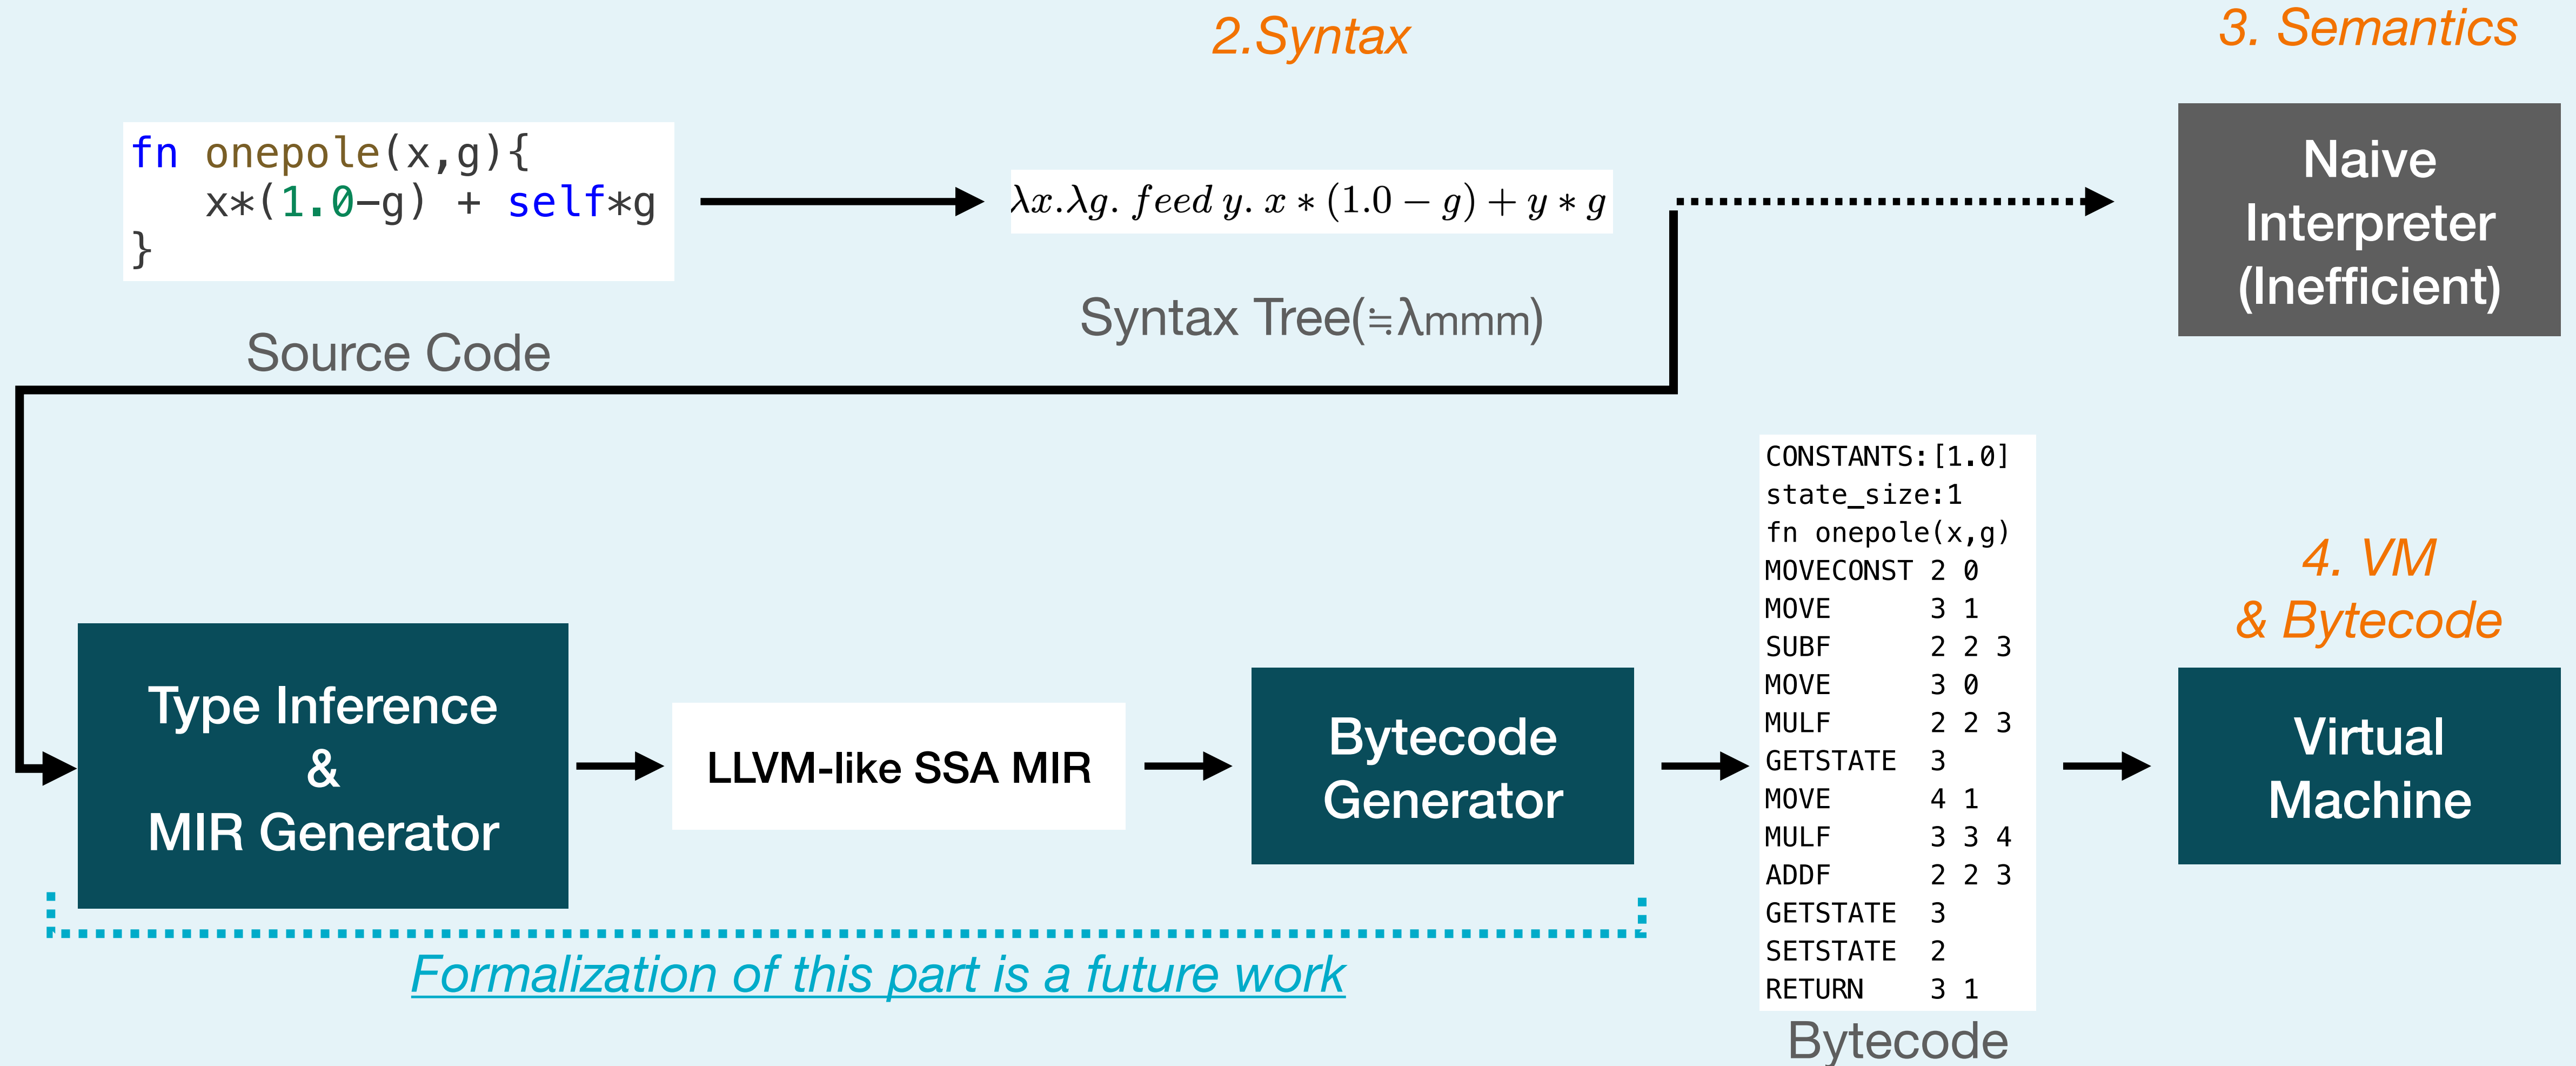 2.Syntax
3. Semantics
fn onepole(x,g){
x*(1.0-g) + self*g
}
Source Code
λx.λg. feed y. x ∗ (1.0 − g) + y ∗ g
Syntax Tree(≒λmmm)
Naive
Interpreter
(Inefficient)
Type Inference
&
MIR Generator
LLVM-like SSA MIR
Bytecode
Generator
Formalization of this part is a future work
CONSTANTS:[1.0]
state_size:1
fn onepole(x,g)
MOVECONST 2 0
MOVE 3 1
SUBF 2 2 3
MOVE 3 0
MULF 2 2 3
GETSTATE 3
MOVE 4 1
MULF 3 3 4
ADDF 2 2 3
GETSTATE 3
SETSTATE 2
RETURN 3 1
Bytecode
4. VM
& Bytecode
Virtual
Machine